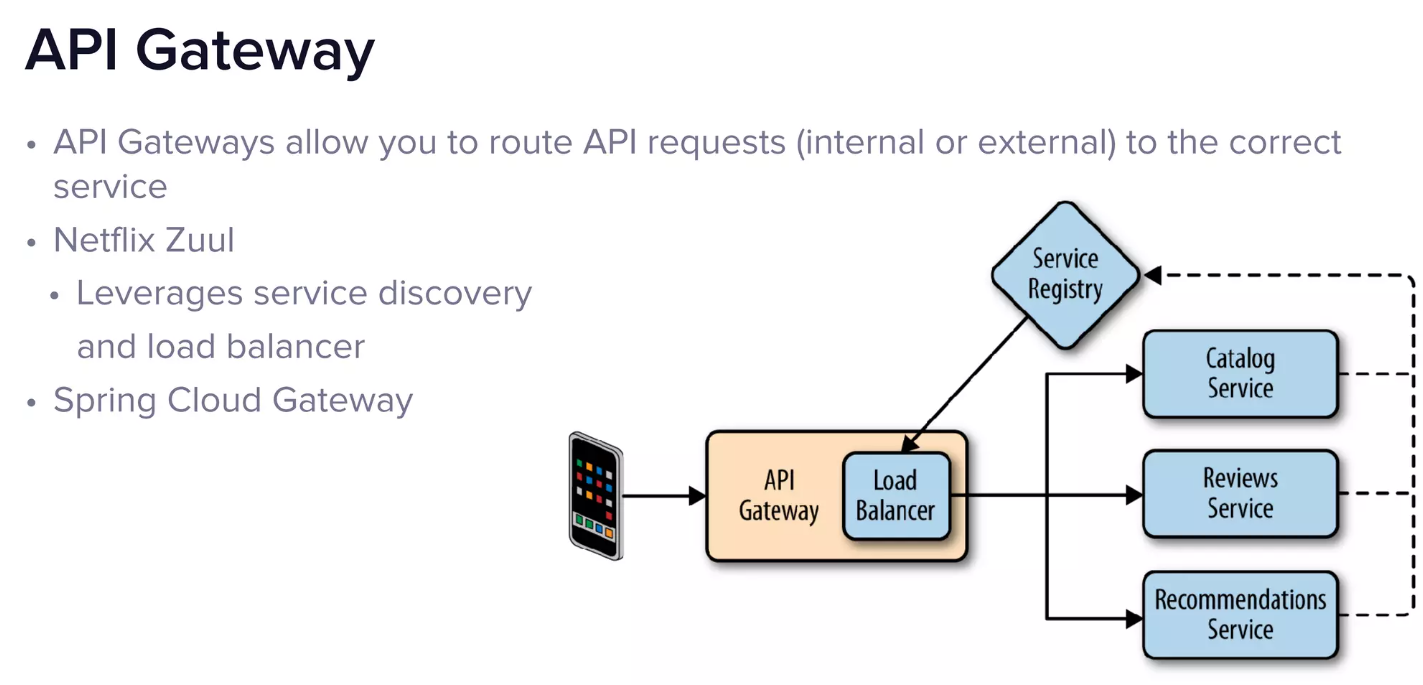 API Gateway
• API Gateways allow you to route API requests (internal or external) to the correct
service
• Netflix Zuul
• Leverages service discovery
and load balancer
• Spring Cloud Gateway
Service
Registry
Catalog
Service
API
Gateway
Load
Balancer
Reviews
Service
Recommendations
Service